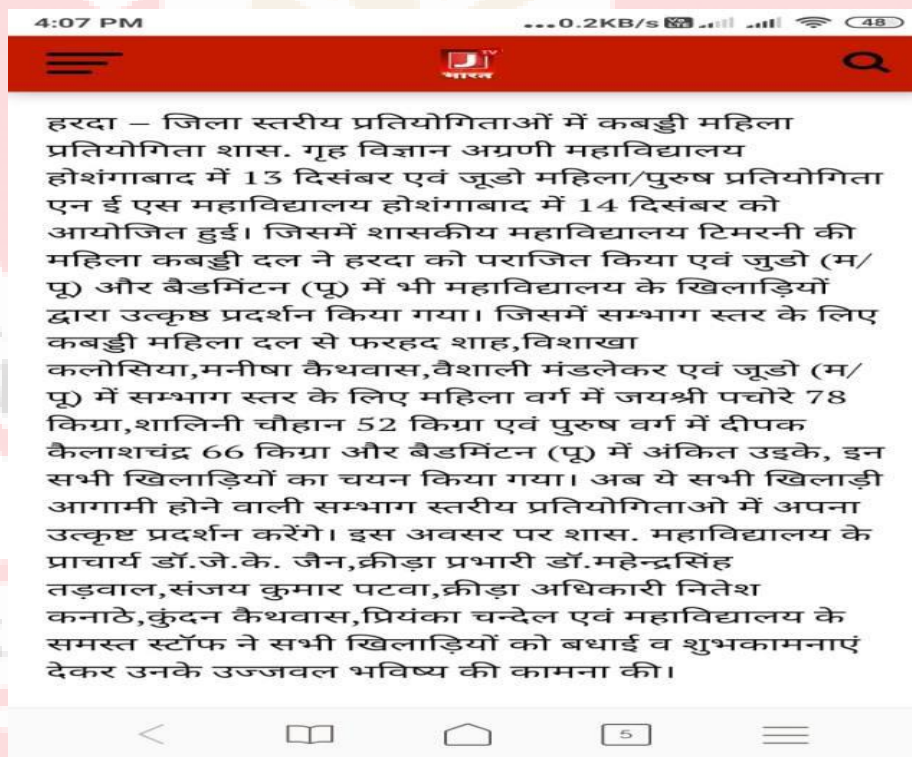 4:07 PM
...0.2KB/s 48
J TV
भारत
हरदा – जिला स्तरीय प्रतियोगिताओं में कबड्डी महिला
प्रतियोगिता शास. गृह विज्ञान अग्रणी महाविद्यालय
होशंगाबाद में 13 दिसंबर एवं जूडो महिला/पुरुष प्रतियोगिता
एन ई एस महाविद्यालय होशंगाबाद में 14 दिसंबर को
आयोजित हुई। जिसमें शासकीय महाविद्यालय टिमरनी की
महिला कबड्डी दल ने हरदा को पराजित किया एवं जुडो (म/
पू) और बैडमिंटन (पू) में भी महाविद्यालय के खिलाड़ियों
द्वारा उत्कृष्ठ प्रदर्शन किया गया। जिसमें सम्भाग स्तर के लिए
कबड्डी महिला दल से फरहद शाह,विशाखा
कलोसिया,मनीषा कैथवास,वैशाली मंडलेकर एवं जूडो (म/
पू) में सम्भाग स्तर के लिए महिला वर्ग में जयश्री पचोरे 78
किग्रा,शालिनी चौहान 52 किग्रा एवं पुरुष वर्ग में दीपक
कैलाशचंद्र 66 किग्रा और बैडमिंटन (पू) में अंकित उइके, इन
सभी खिलाड़ियों का चयन किया गया। अब ये सभी खिलाड़ी
आगामी होने वाली सम्भाग स्तरीय प्रतियोगिताओ में अपना
उत्कृष्ट प्रदर्शन करेंगे। इस अवसर पर शास. महाविद्यालय के
प्राचार्य डॉ.जे.के. जैन,क्रीड़ा प्रभारी डॉ.महेन्द्रसिंह
तड़वाल,संजय कुमार पटवा,क्रीड़ा अधिकारी नितेश
कनाठे,कुंदन कैथवास,प्रियंका चन्देल एवं महाविद्यालय के
समस्त स्टॉफ ने सभी खिलाड़ियों को बधाई व शुभकामनाएं
देकर उनके उज्जवल भविष्य की कामना की।
5